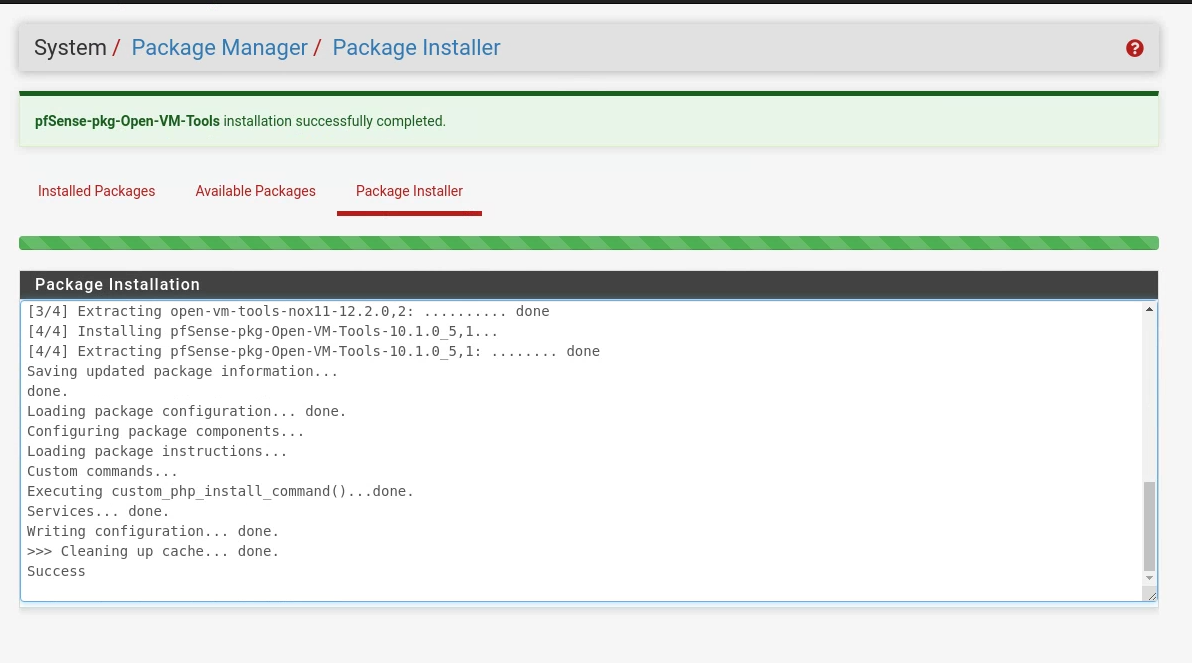 System / Package Manager / Package Installer
pfSense-pkg-Open-VM-Tools installation successfully completed.
Installed Packages Available Packages Package Installer
Package Installation
[3/4] Extracting open-vm-tools-nox11-12.2.0,2: .......... done
[4/4] Installing pfSense-pkg-Open-VM-Tools-10.1.0_5,1...
[4/4] Extracting pfSense-pkg-Open-VM-Tools-10.1.0_5,1: ........ done
Saving updated package information...
done.
Loading package configuration... done.
Configuring package components...
Loading package instructions...
Custom commands...
Executing custom_php_install_command()...done.
Services... done.
Writing configuration... done.
>>> Cleaning up cache... done.
Success